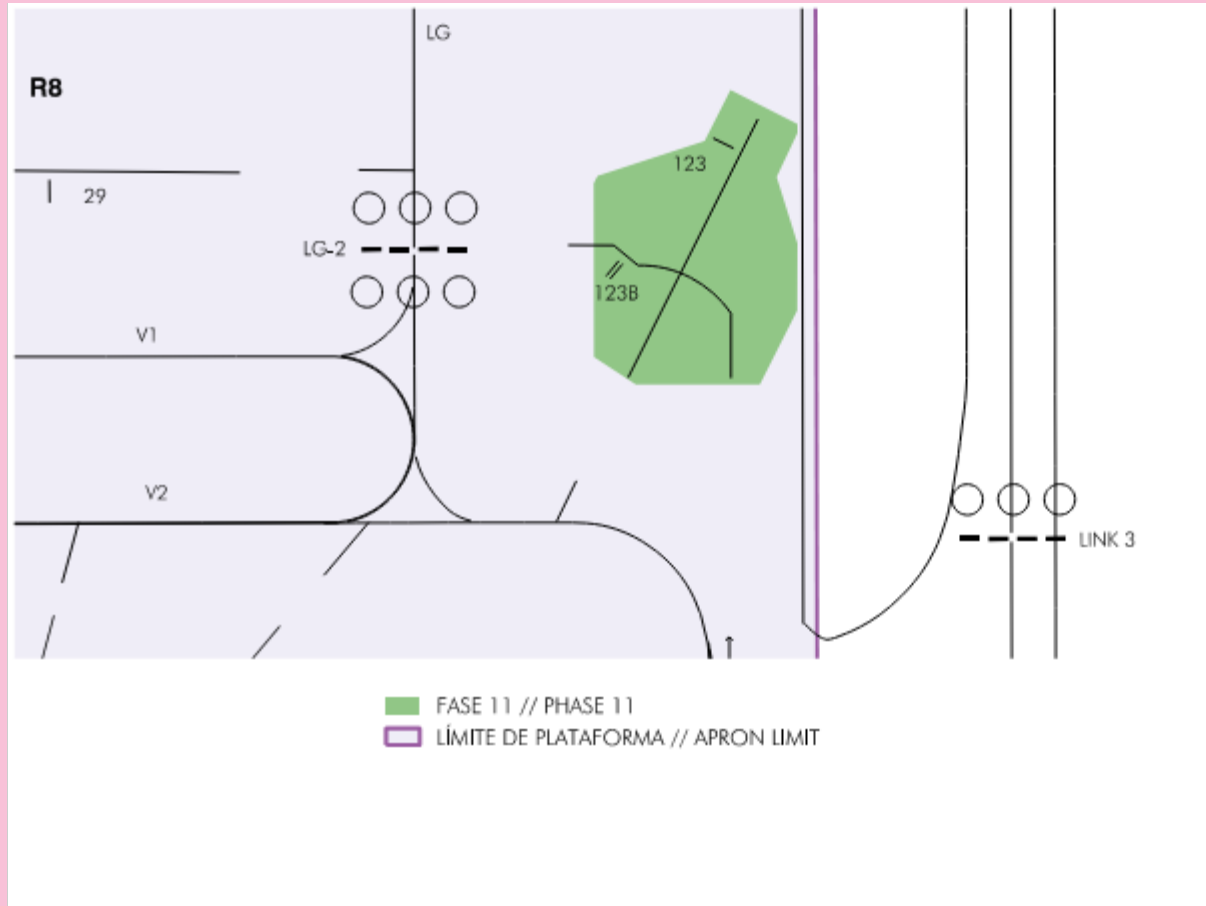 LG
R8
123
29
LG-2
123B
V1
V2
LINK 3
FASE 11 // PHASE 11
LÍMITE DE PLATAFORMA // APRON LIMIT